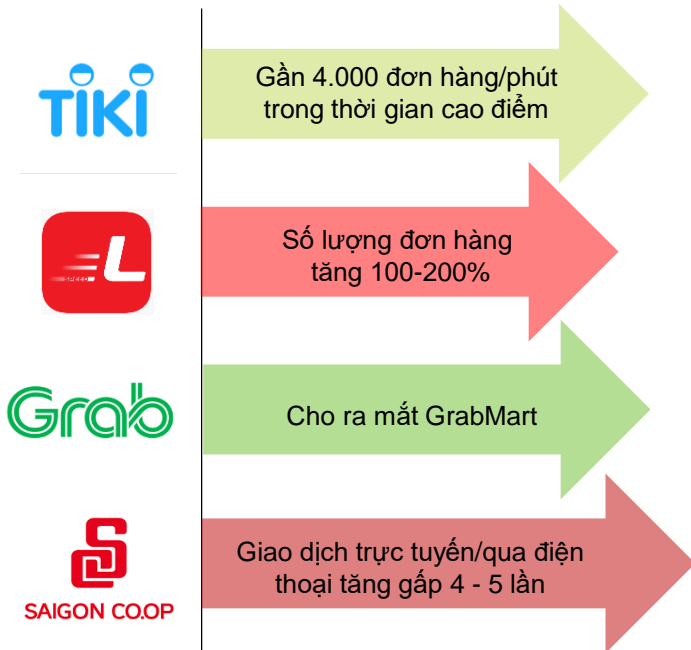 TiKi
Gần 4.000 đơn hàng/phút
trong thời gian cao điểm
L
SPEED
Số lượng đơn hàng
tăng 100-200%
Grab
Cho ra mắt GrabMart
SAIGON CO.OP
Giao dịch trực tuyến/qua điện
thoại tăng gấp 4 - 5 lần